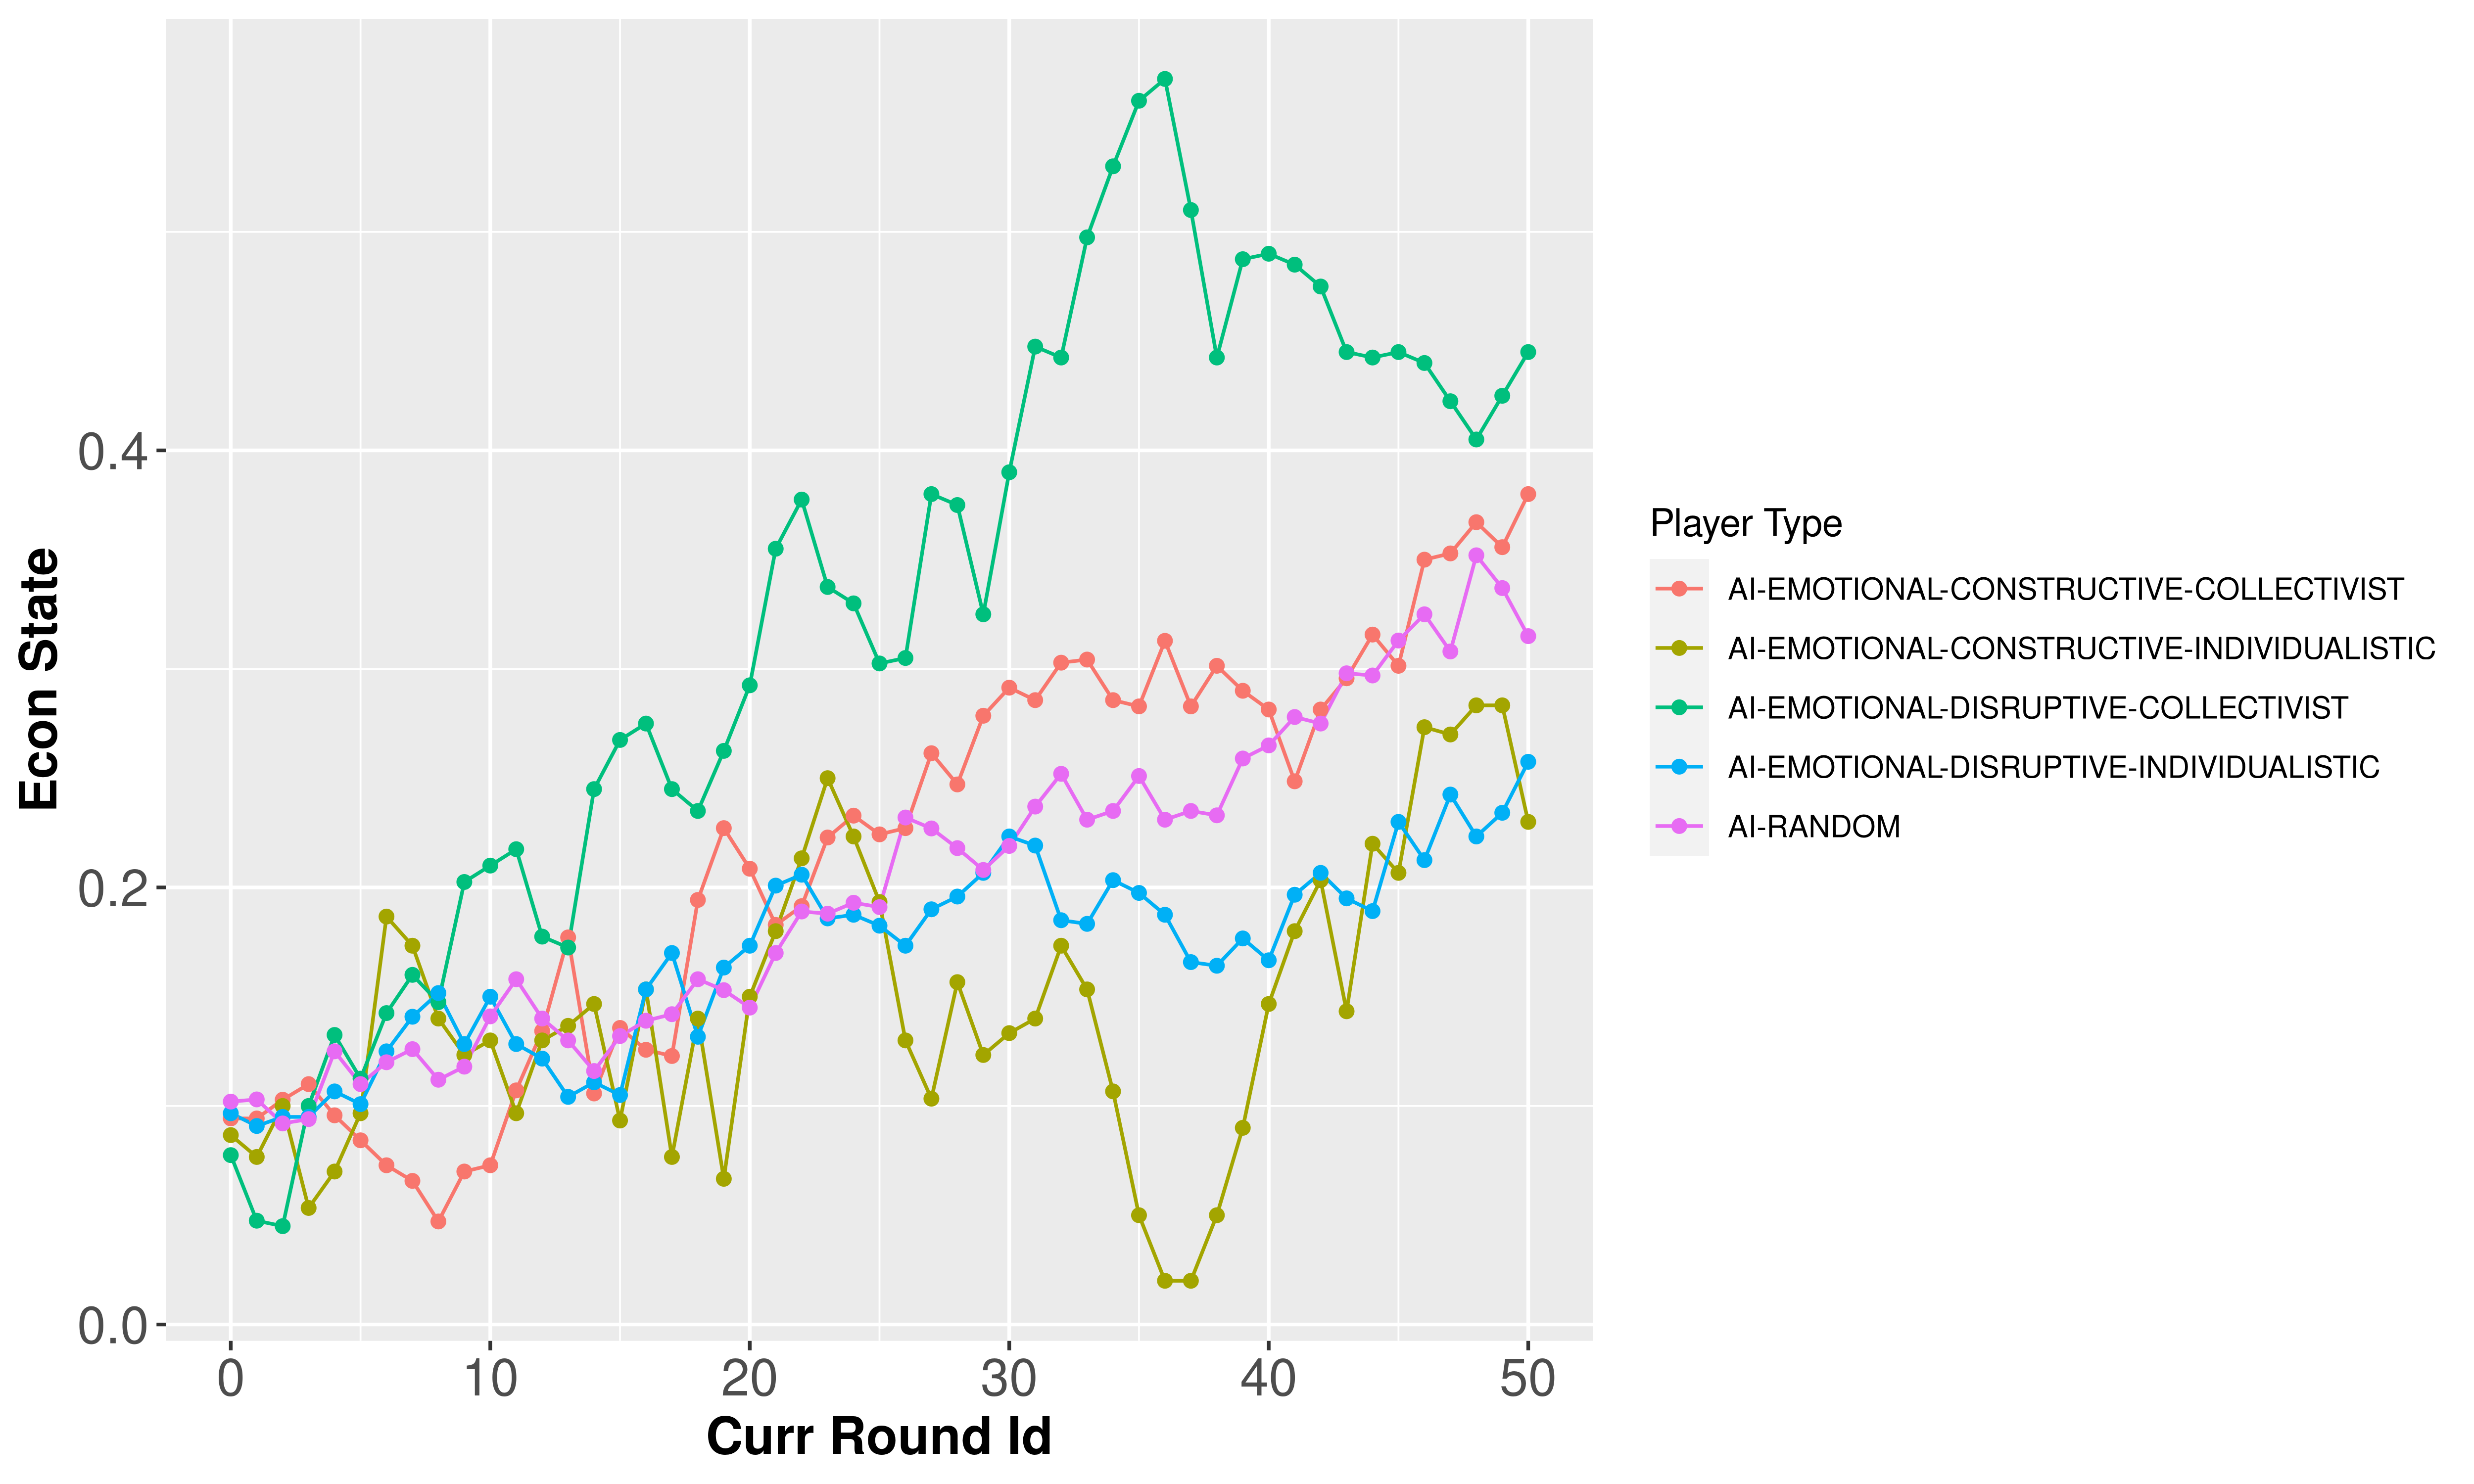 Econ State
0.4
0.2
0.0
0 10 20 30 40 50
Curr Round Id
Player Type
AI-EMOTIONAL-CONSTRUCTIVE-COLLECTIVIST
AI-EMOTIONAL-CONSTRUCTIVE-INDIVIDUALISTIC
AI-EMOTIONAL-DISRUPTIVE-COLLECTIVIST
AI-EMOTIONAL-DISRUPTIVE-INDIVIDUALISTIC
AI-RANDOM